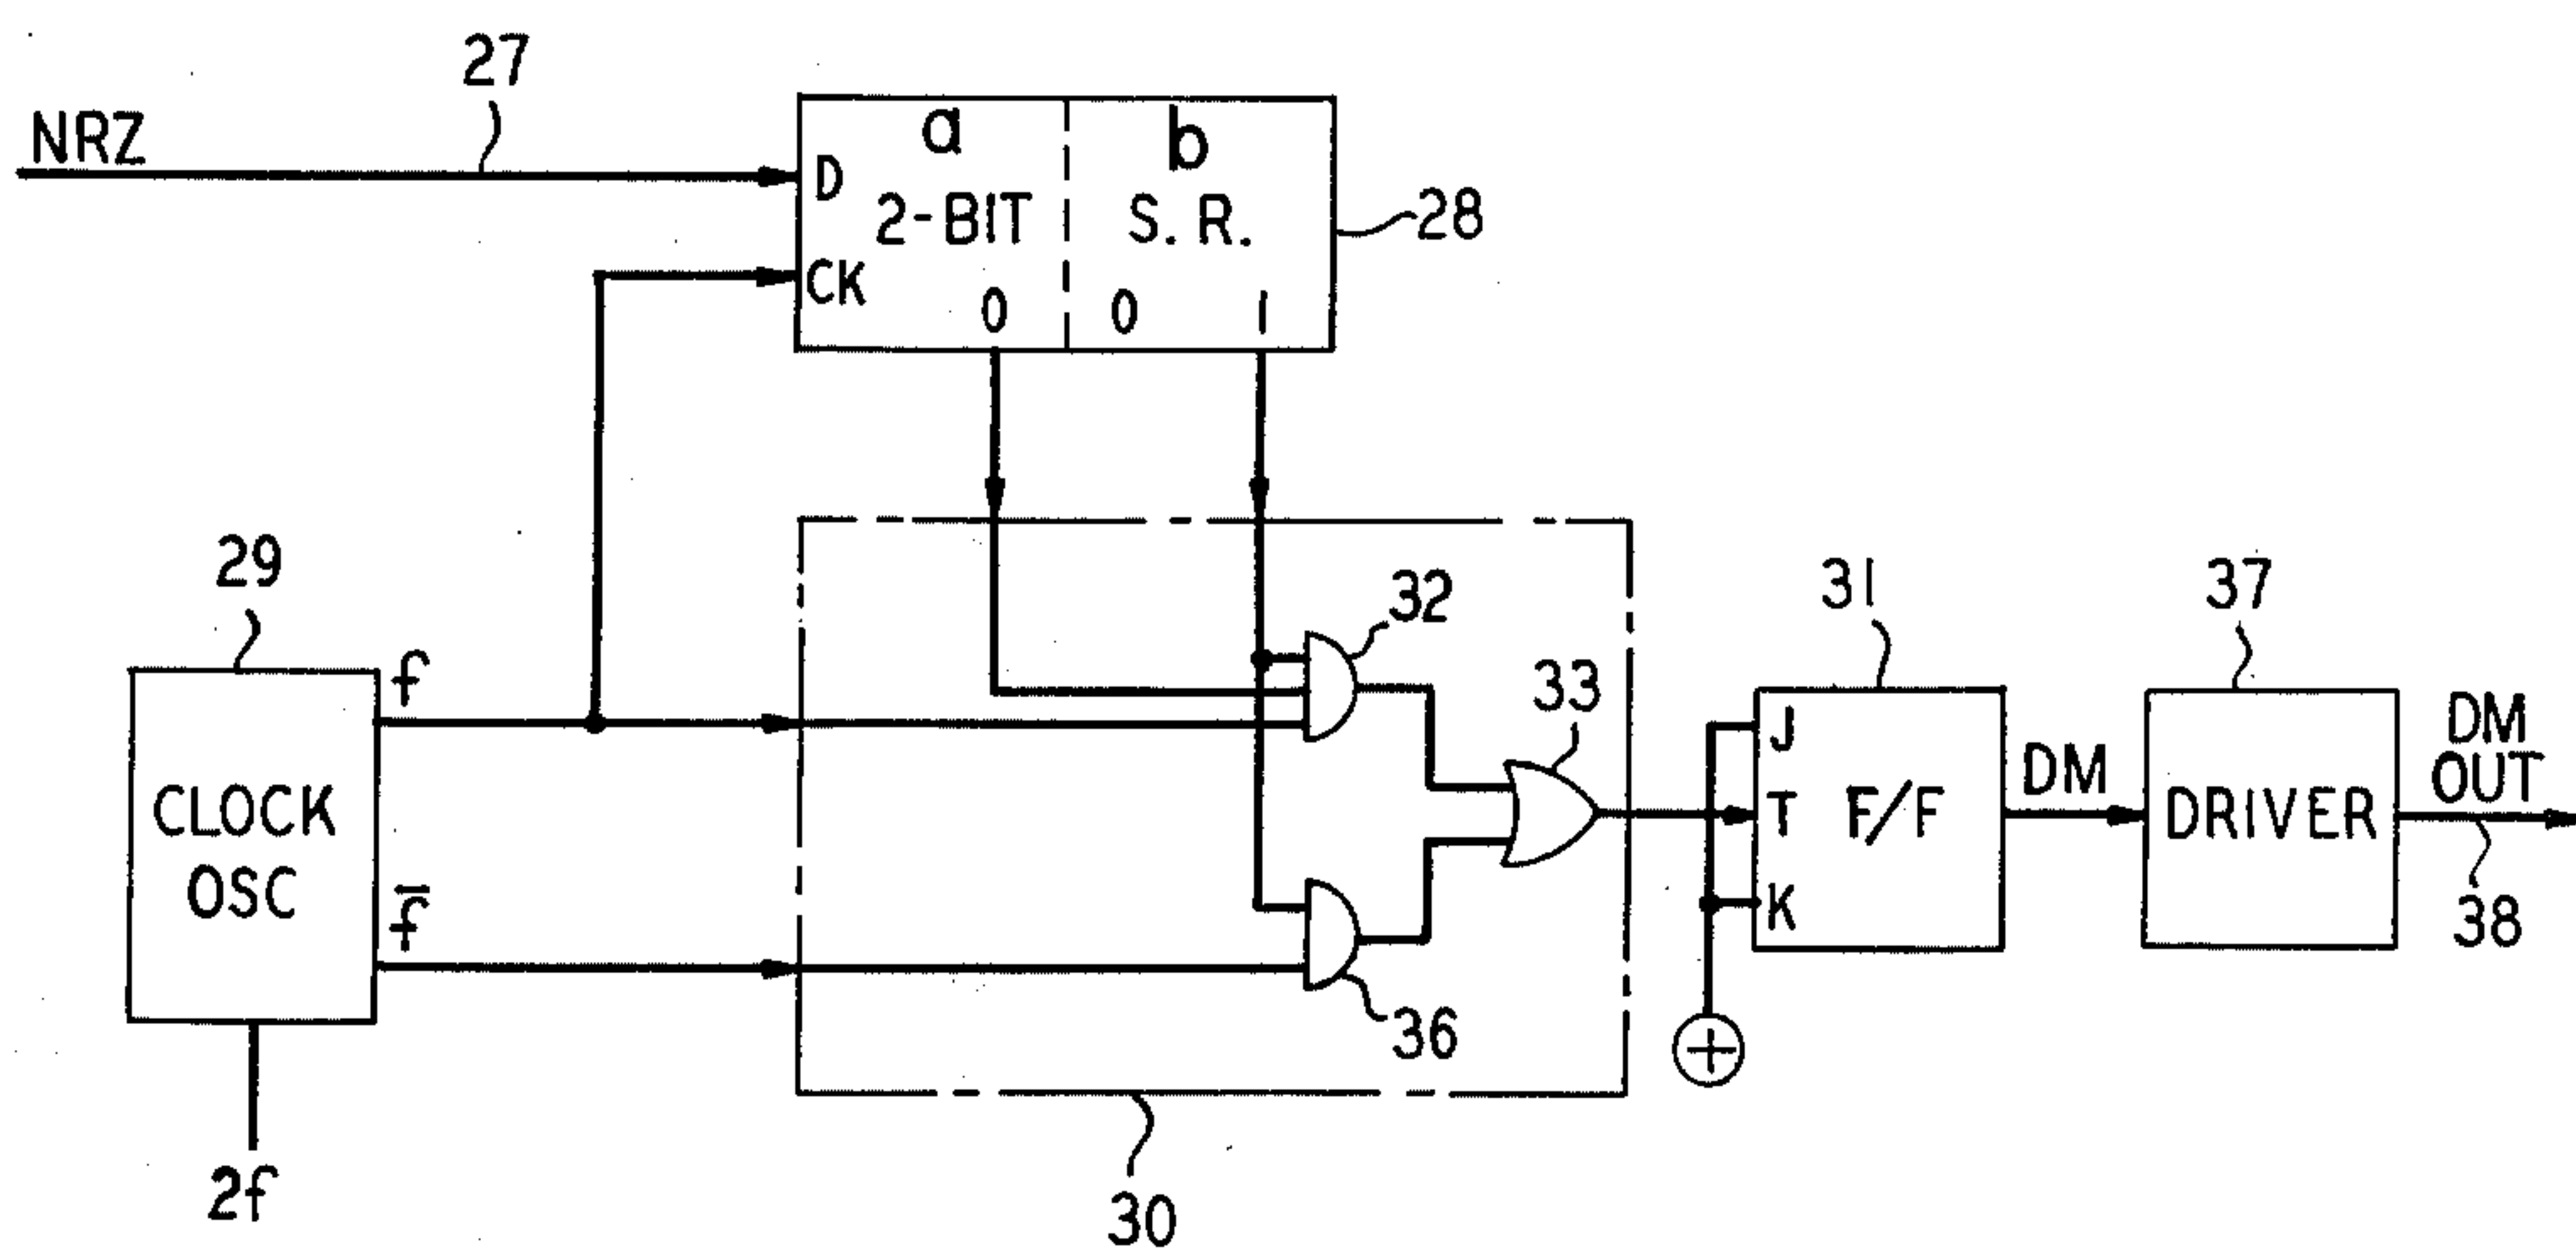 27
NRZ
a
b
D
2-BIT
S. R.
28
CK
0
0
1
29
f
32
31
37
33
J
DM
DM
OUT
CLOCK
OSC
T
F/F
DRIVER
f̅
K
38
36
+
2f
30